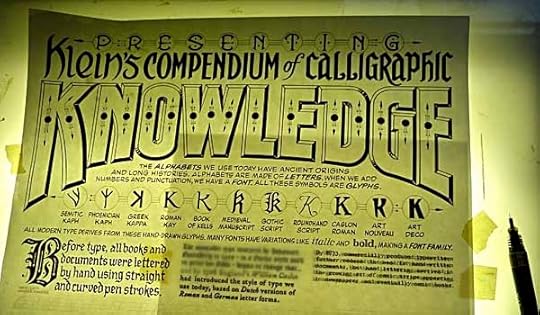 PRESENTING
Klein's COMPENDIUM of CALLIGRAPHIC
KNOWLEDGE
THE ALPHABETS WE USE TODAY HAVE ANCIENT ORIGINS
AND LONG HISTORIES. ALPHABETS ARE MADE OF LETTERS. WHEN WE ADD
NUMBERS AND PUNCTUATION, WE HAVE A FONT. ALL THESE SYMBOLS ARE GLYPHS.
K K K K K K K K K
SEMITIC KAPH
PHOENICIAN KAPH
GREEK KAPPA
ROMAN KAY
BOOK OF KELLS
MEDIEVAL MANUSCRIPT
GOTHIC SCRIPT
ROUNDHAND SCRIPT
CASLON ROMAN
ART NOUVEAU
ART DECO
ALL MODERN TYPE DERIVES FROM THESE HAND DRAWN GLYPHS. MANY FONTS HAVE VARIATIONS LIKE italic AND bold, MAKING A FONT FAMILY.
Before type, all books and
documents were lettered
by hand using straight
and curved pen strokes.
had introduced the style of type we
use today, based on Dutch versions of
Roman and German letter forms.
By commercially produced typewriters